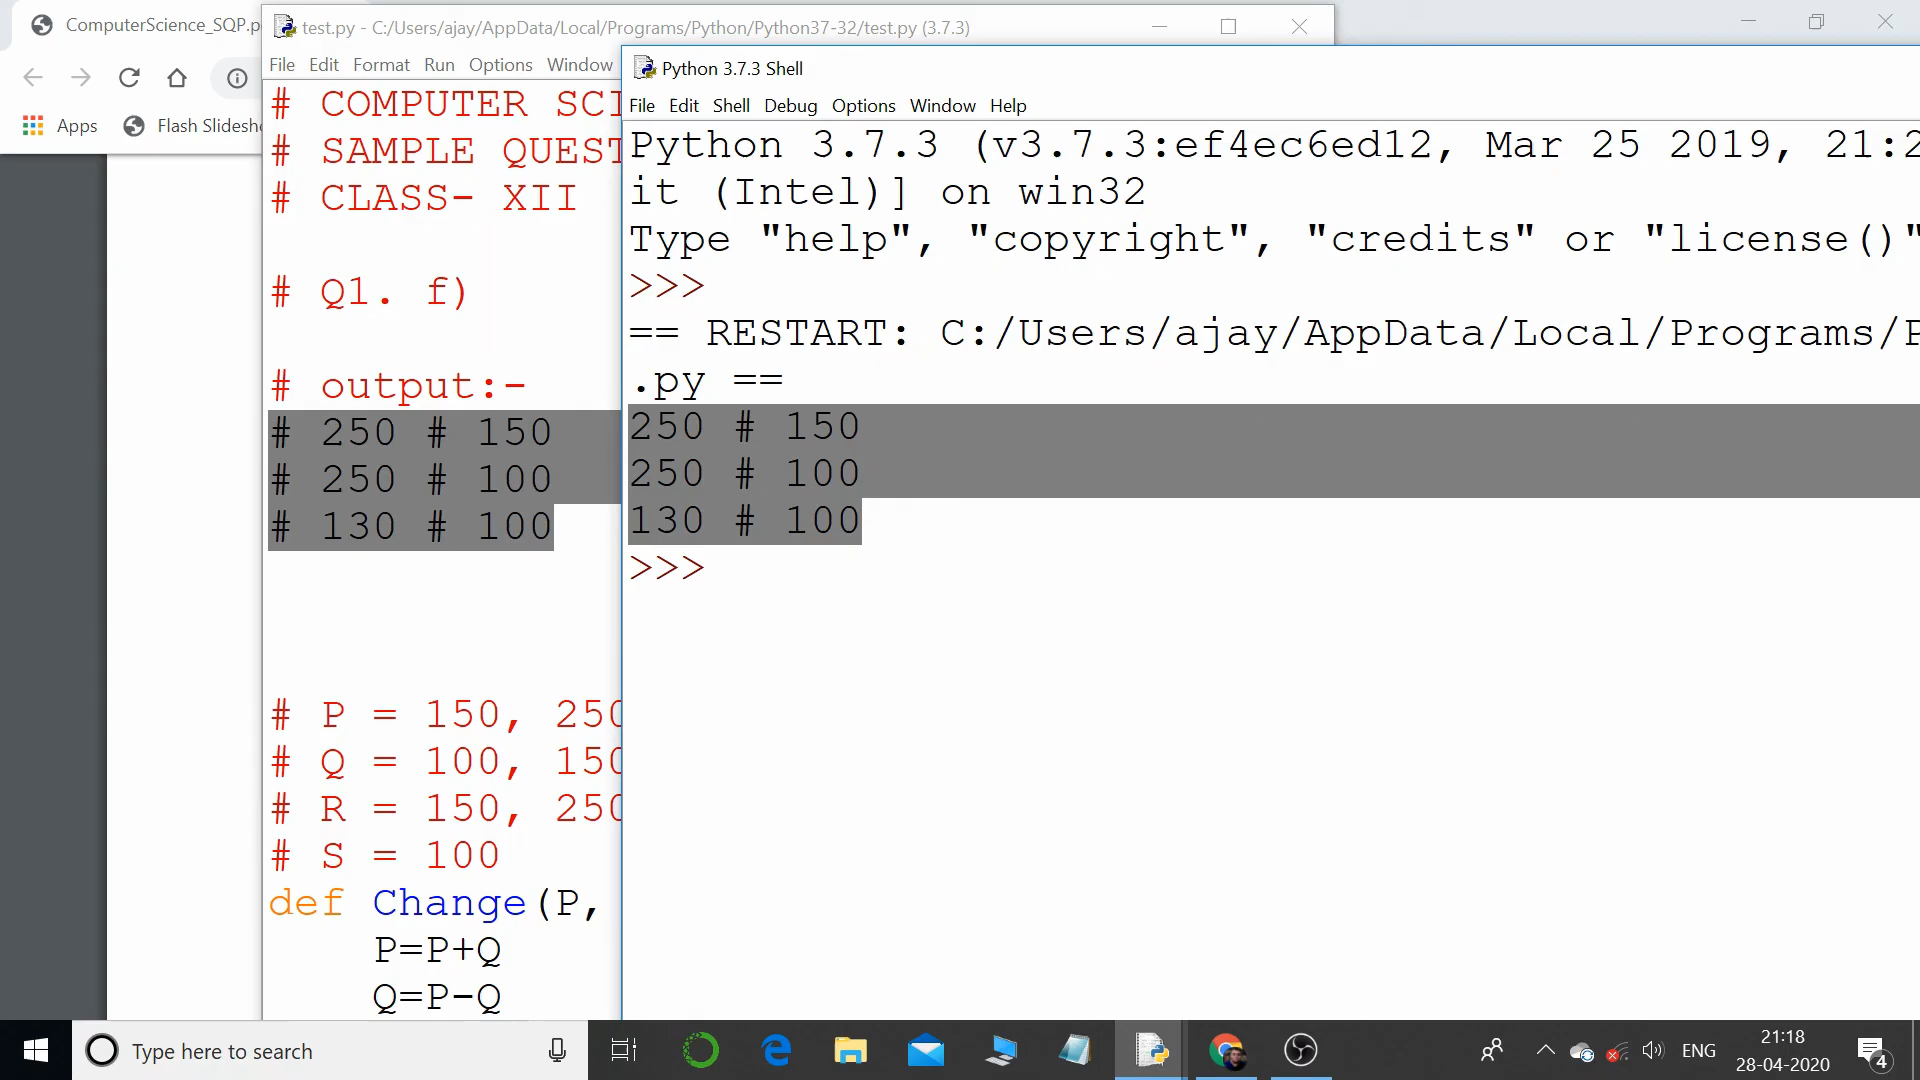 ComputerScience_SQP.p
test.py - C:/Users/ajay/AppData/Local/Programs/Python/Python37-32/test.py (3.7.3)
File Edit Format Run Options Window
Apps Flash Slidesh
# COMPUTER SCI
# SAMPLE QUEST
# CLASS- XII
# Q1. f)
# output:-
# 250 # 150
# 250 # 100
# 130 # 100
# P = 150, 250
# Q = 100, 150
# R = 150, 250
# S = 100
def Change(P,
P=P+Q
Q=P-Q
Python 3.7.3 Shell
File Edit Shell Debug Options Window Help
Python 3.7.3 (v3.7.3:ef4ec6ed12, Mar 25 2019, 21:2
it (Intel)] on win32
Type "help", "copyright", "credits" or "license()"
>>>
== RESTART: C:/Users/ajay/AppData/Local/Programs/P
.py ==
250 # 150
250 # 100
130 # 100
>>>
Type here to search
ENG
21:18
28-04-2020
4